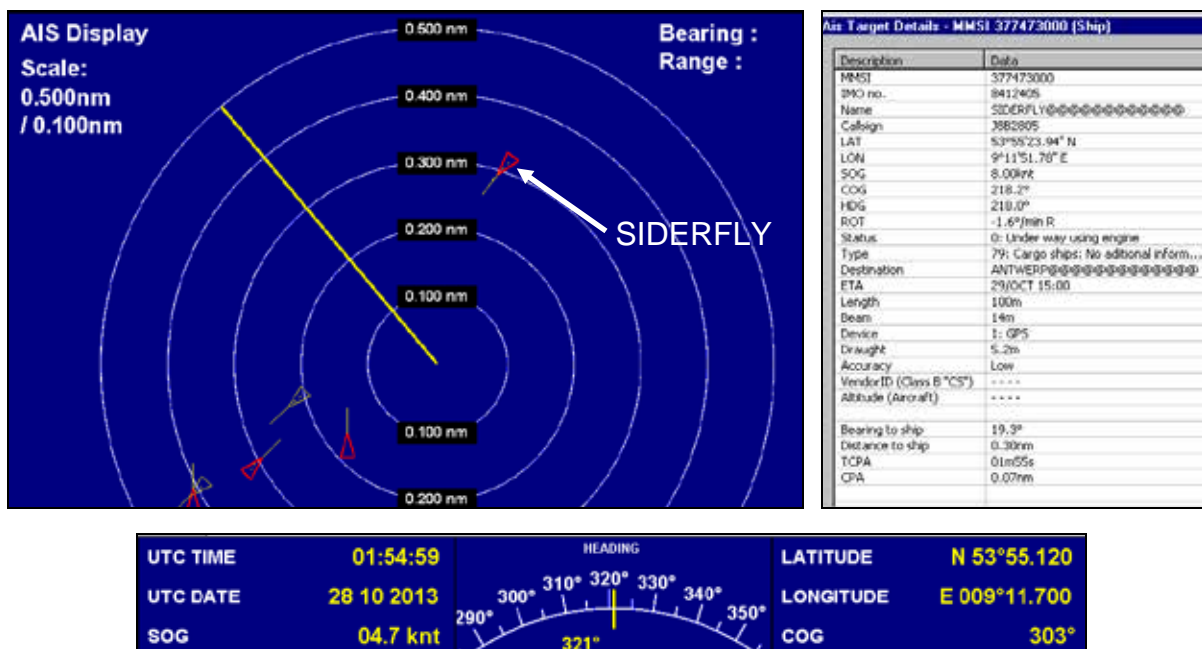 AIS Display
Scale:
0.500nm
/ 0.100nm
Bearing :
Range :
0.500 nm
0.400 nm
0.300 nm
0.200 nm
0.100 nm
0.100 nm
0.200 nm
SIDERFLY
Ais Target Details - MMSI 377473000 (Ship)
Description Data
MMSI 377473000
IMO no. 8412405
Name SIDERFLY@@@@@@@@@@@@
Callsign J8B2805
LAT 53°55'23.94" N
LON 9°11'51.78" E
SOG 8.00knt
COG 218.2°
HDG 218.0°
ROT -1.6°/min R
Status 0: Under way using engine
Type 79: Cargo ships: No aditional inform...
Destination ANTWERP@@@@@@@@@@@@@
ETA 29/OCT 15:00
Length 100m
Beam 14m
Device 1: GPS
Draught 5.2m
Accuracy Low
VendorID (Class B "CS") - - - -
Altitude (Aircraft) - - - -
Bearing to ship 19.3°
Distance to ship 0.30nm
TCPA 01m55s
CPA 0.07nm
UTC TIME 01:54:59
UTC DATE 28 10 2013
SOG 04.7 knt
HEADING
290° 300° 310° 320° 330° 340° 350°
321°
LATITUDE N 53°55.120
LONGITUDE E 009°11.700
COG 303°